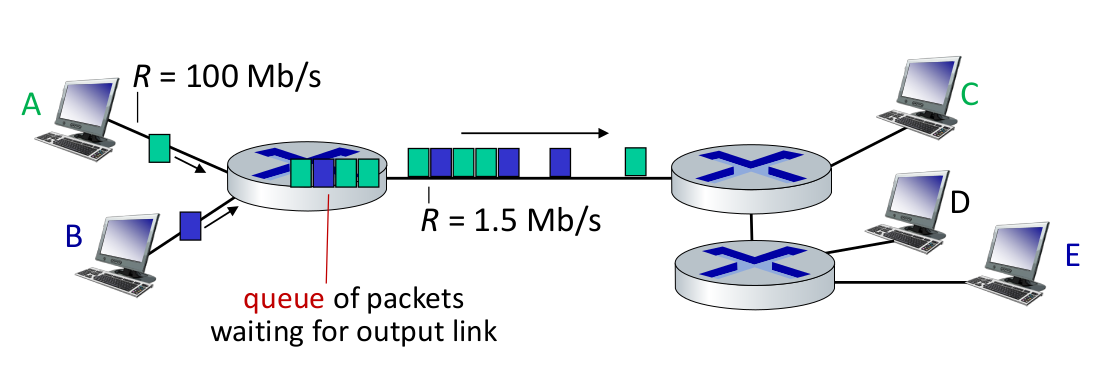 R = 100 Mb/s
A
C
D
R = 1.5 Mb/s
B
E
queue of packets
waiting for output link